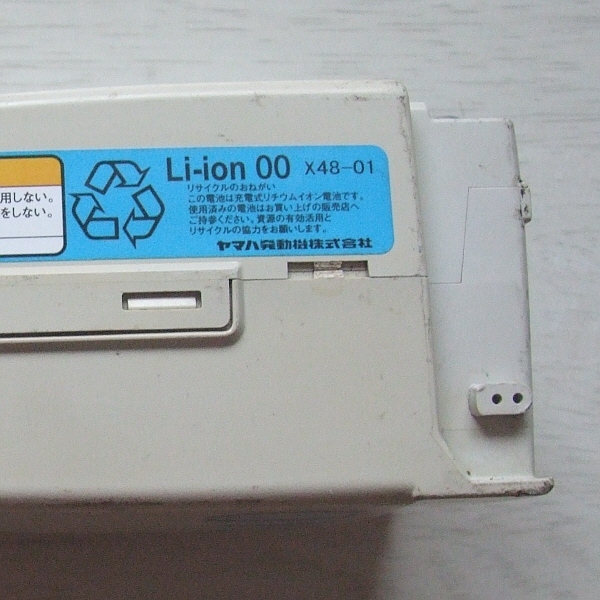 用しない。
をしない。
Li-ion 00 X48-01
リサイクルのおねがい
この電池は充電式リチウムイオン電池です。
使用済みの電池はお買い上げの販売店へ
ご持参ください。資源の有効活用と
リサイクルの協力をお願いします。
ヤマハ発動機株式会社